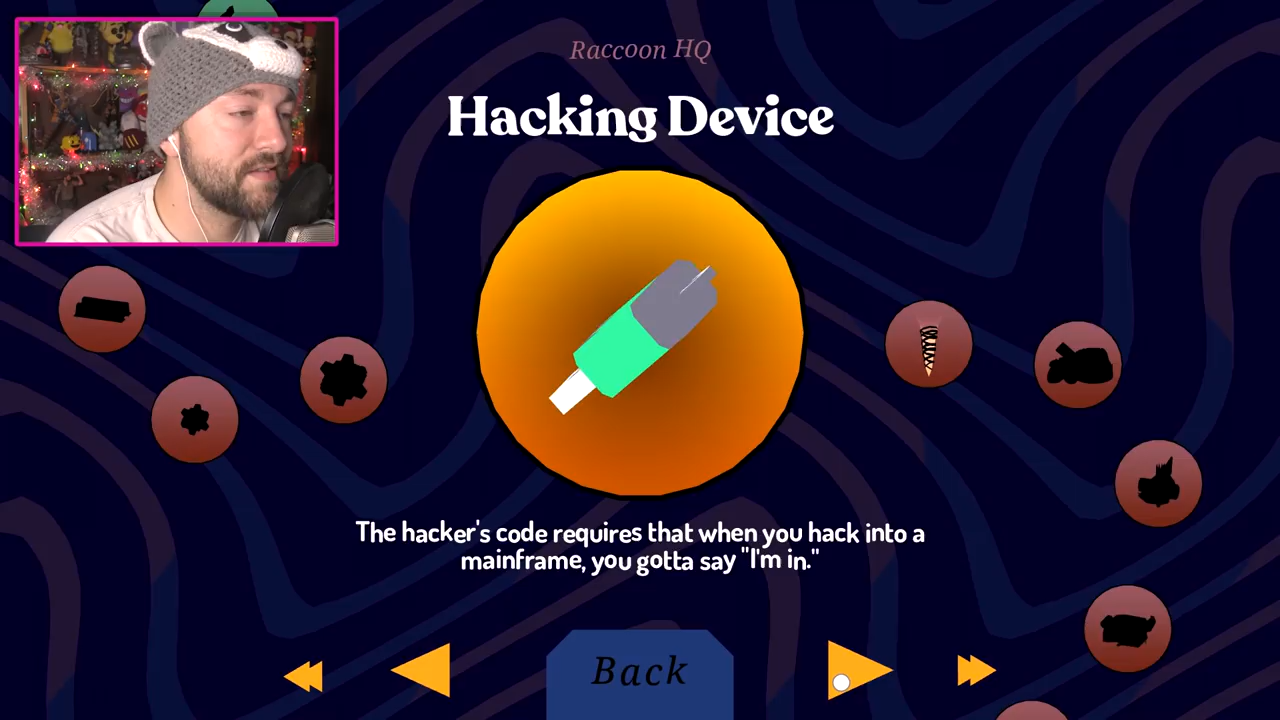 Raccoon HQ
Hacking Device
The hacker's code requires that when you hack into a
mainframe, you gotta say "I'm in."
Back